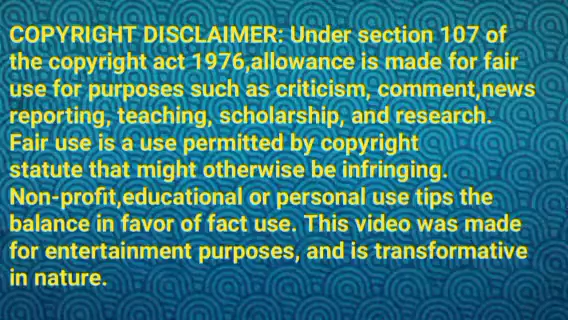 COPYRIGHT DISCLAIMER: Under section 107 of
the copyright act 1976,allowance is made for fair
use for purposes such as criticism, comment,news
reporting, teaching, scholarship, and research.
Fair use is a use permitted by copyright
statute that might otherwise be infringing.
Non-profit,educational or personal use tips the
balance in favor of fact use. This video was made
for entertainment purposes, and is transformative
in nature.